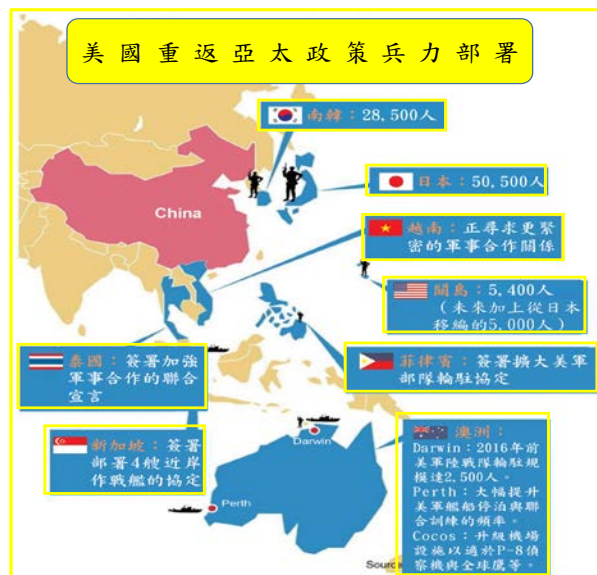 美國重返亞太政策兵力部署
南韓：28,500人
日本：50,500人
China
越南：正尋求更緊
密的軍事合作關係
關島：5,400人
（未來加上從日本
移編的5,000人）
泰國：簽署加強
軍事合作的聯合
宣言
菲律賓：簽署擴大美軍
部隊輪駐協定
新加坡：簽署
部署4艘近岸
作戰艦的協定
Darwin
Perth
澳洲：
Darwin：2016年前
美軍陸戰隊輪駐規
模達2,500人。
Perth：大幅提升
美軍艦船停泊與聯
合訓練的頻率。
Cocos：升級機場
設施以適於P-8偵
察機與全球鷹等。
Source